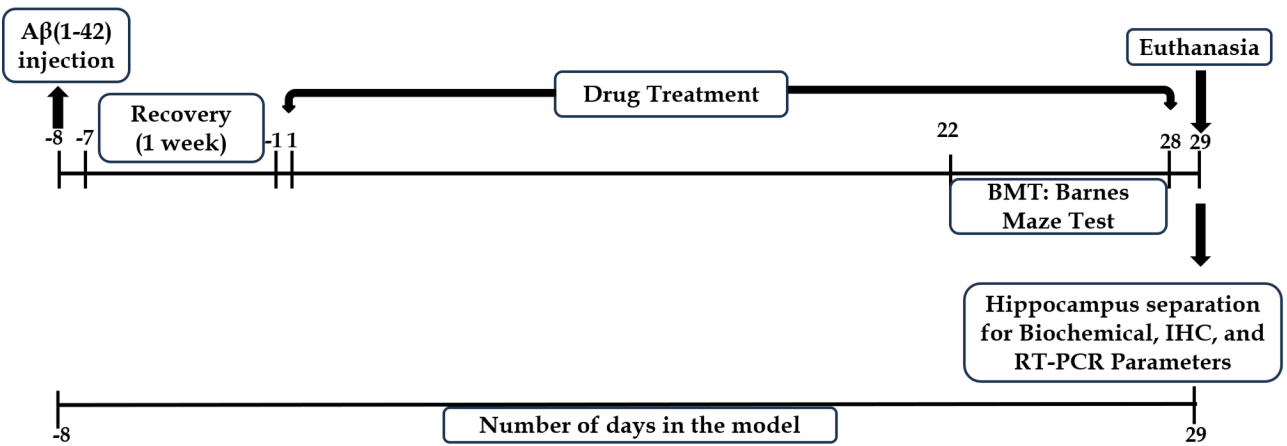 Aβ(1-42)
injection
Euthanasia
Drug Treatment
Recovery
(1 week)
-8 -7 -1 1 22 28 29
BMT: Barnes
Maze Test
Hippocampus separation
for Biochemical, IHC, and
RT-PCR Parameters
Number of days in the model
-8 29